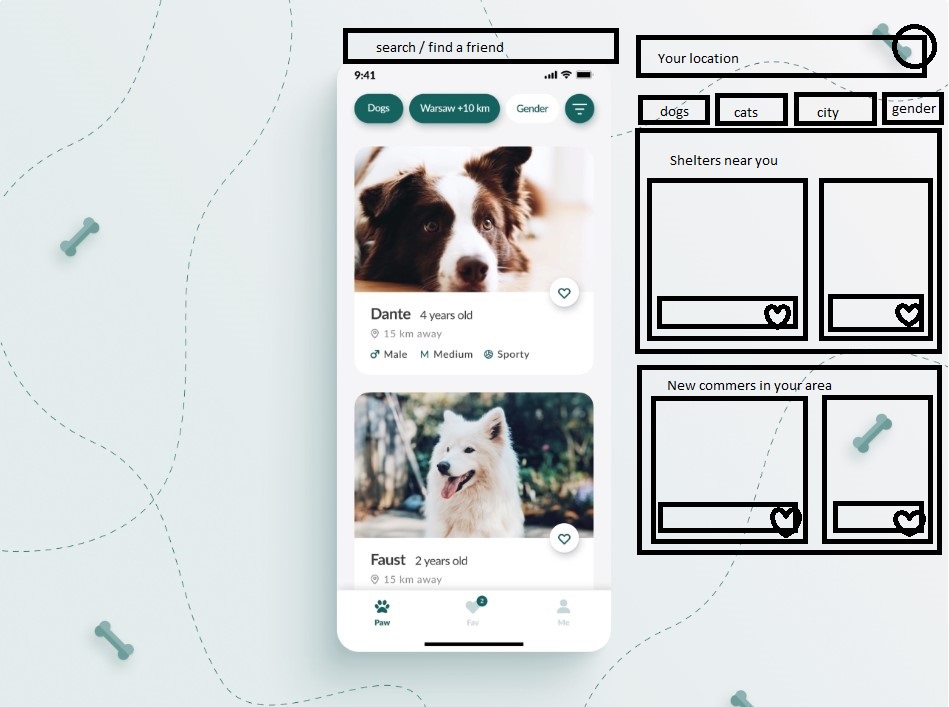 search / find a friend
9:41
Dogs
Warsaw +10 km
Gender
Dante 4 years old
15 km away
Male M Medium Sporty
Faust 2 years old
15 km away
2
Paw
Fav
Me
Your location
dogs
cats
city
gender
Shelters near you
New commers in your area